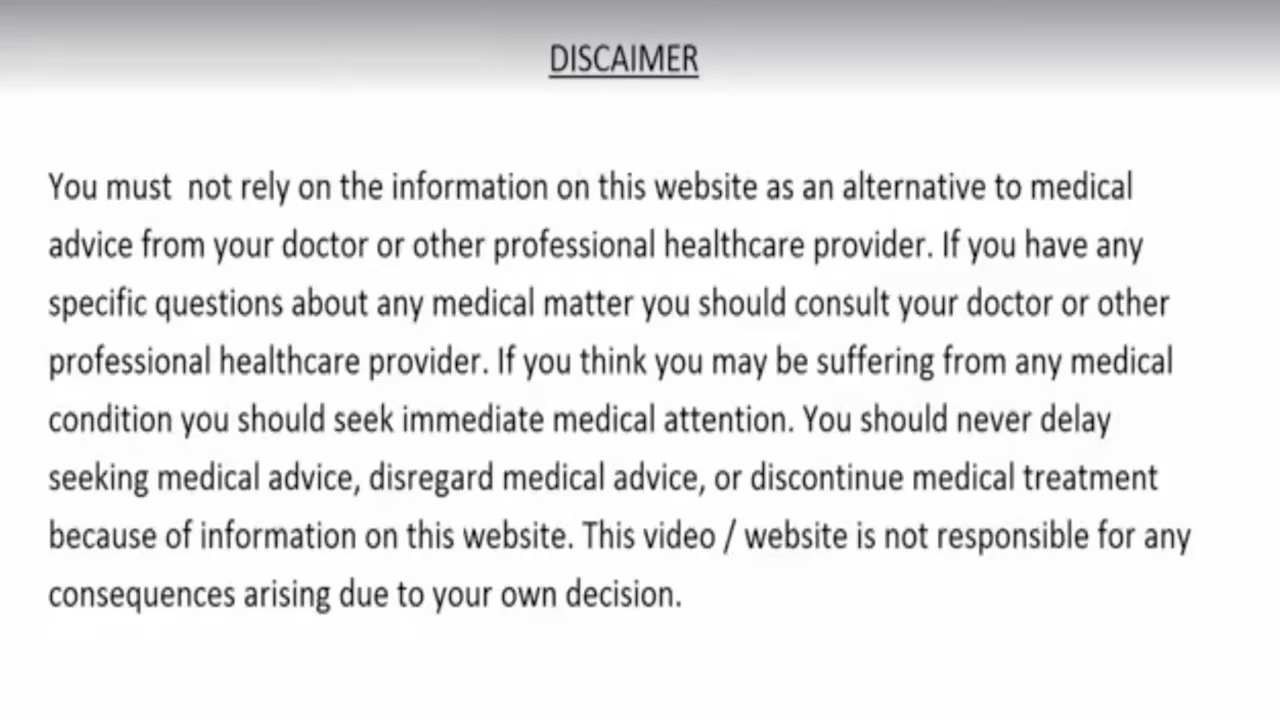 DISCAIMER
You must  not rely on the information on this website as an alternative to medical
advice from your doctor or other professional healthcare provider. If you have any
specific questions about any medical matter you should consult your doctor or other
professional healthcare provider. If you think you may be suffering from any medical
condition you should seek immediate medical attention. You should never delay
seeking medical advice, disregard medical advice, or discontinue medical treatment
because of information on this website. This video / website is not responsible for any
consequences arising due to your own decision.